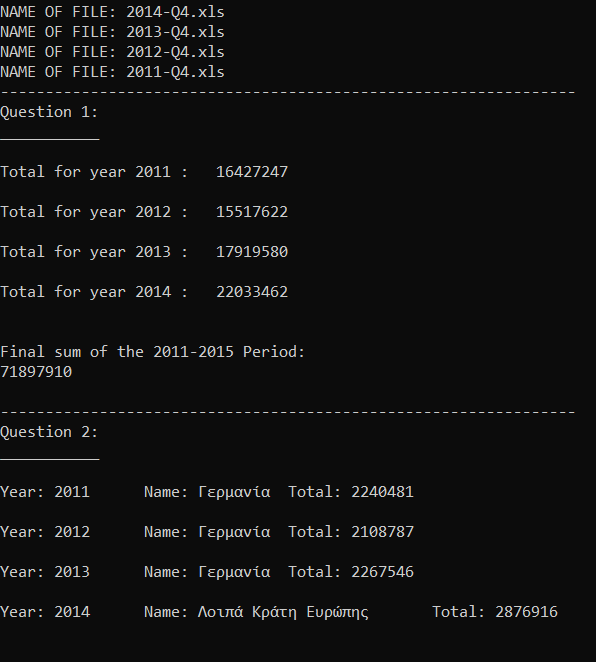 NAME OF FILE: 2014-Q4.xls
NAME OF FILE: 2013-Q4.xls
NAME OF FILE: 2012-Q4.xls
NAME OF FILE: 2011-Q4.xls
----------------------------------------------------------------
Question 1:
___________
Total for year 2011 :   16427247
Total for year 2012 :   15517622
Total for year 2013 :   17919580
Total for year 2014 :   22033462
Final sum of the 2011-2015 Period:
71897910
----------------------------------------------------------------
Question 2:
___________
Year: 2011      Name: Γερμανία  Total: 2240481
Year: 2012      Name: Γερμανία  Total: 2108787
Year: 2013      Name: Γερμανία  Total: 2267546
Year: 2014      Name: Λοιπά Κράτη Ευρώπης       Total: 2876916